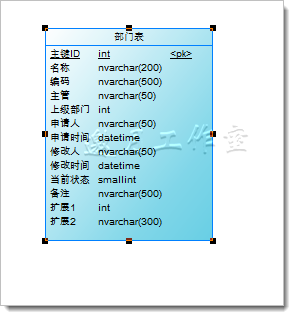 部门表
主键ID int <pk>
名称 nvarchar(200)
编码 nvarchar(500)
主管 nvarchar(50)
上级部门 int
申请人 nvarchar(50)
申请时间 datetime
修改人 nvarchar(50)
修改时间 datetime
当前状态 smallint
备注 nvarchar(500)
扩展1 int
扩展2 nvarchar(300)
工作室